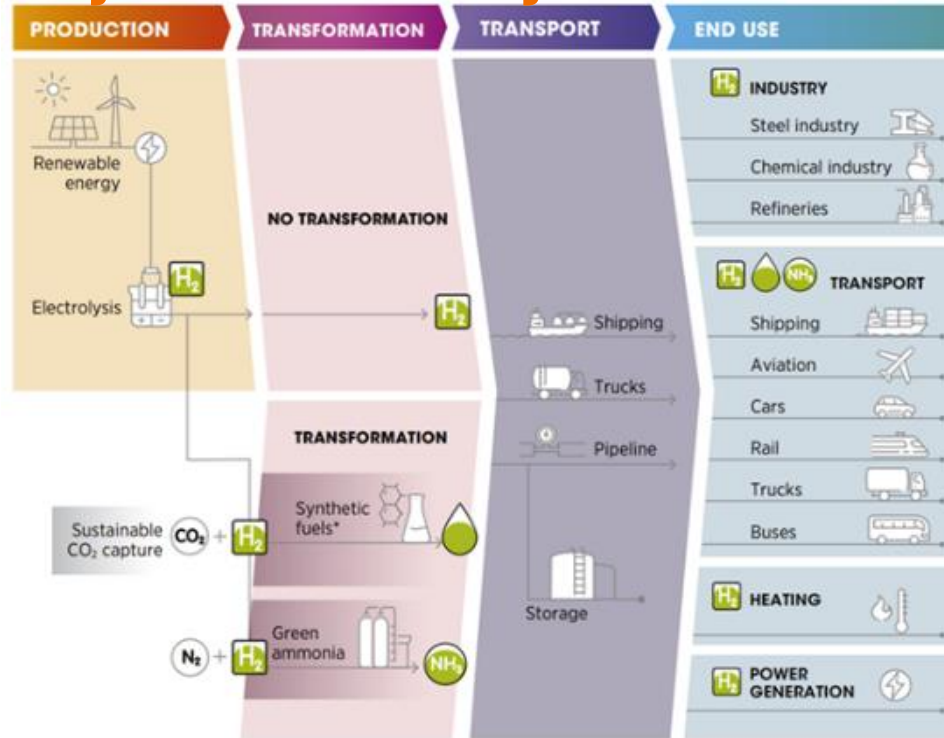 PRODUCTION
TRANSFORMATION
TRANSPORT
END USE
Renewable
energy
Electrolysis
H₂
NO TRANSFORMATION
H₂
TRANSFORMATION
Sustainable
CO₂ capture
CO₂ + H₂
Synthetic
fuels*
N₂ + H₂
Green
ammonia
NH₃
Shipping
Trucks
Pipeline
Storage
H₂ INDUSTRY
Steel industry
Chemical industry
Refineries
H₂ NH₃ TRANSPORT
Shipping
Aviation
Cars
Rail
Trucks
Buses
H₂ HEATING
H₂ POWER
GENERATION